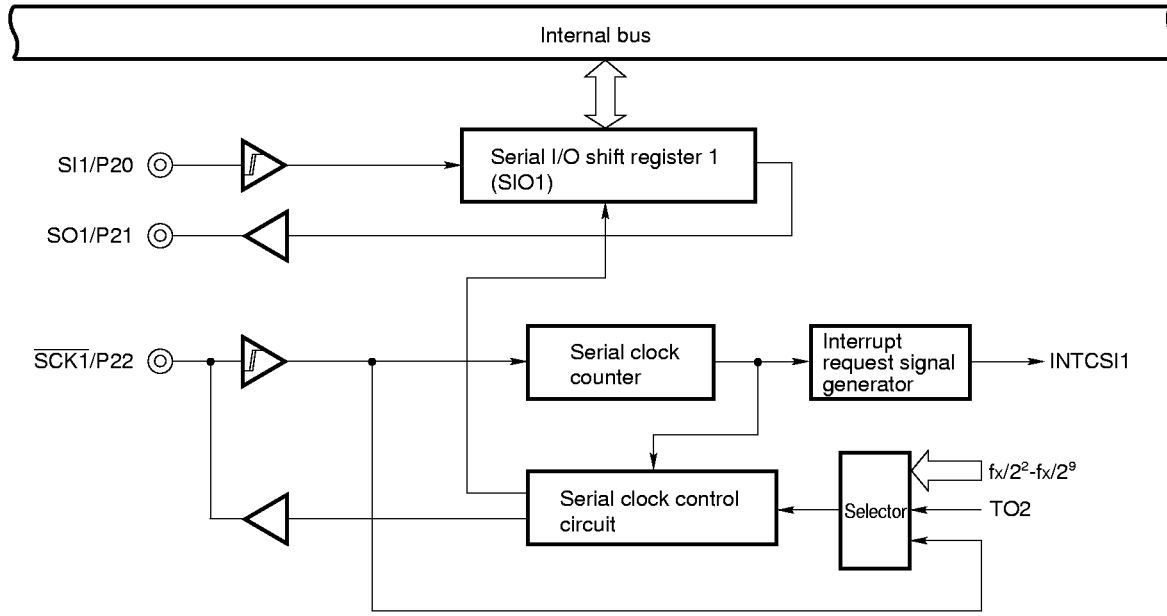 Internal bus
SI1/P20
Serial I/O shift register 1
(SIO1)
SO1/P21
S̅C̅K̅1̅/P22
Serial clock
counter
Interrupt
request signal
generator
INTCSI1
Serial clock control
circuit
Selector
fx/2²-fx/2⁹
TO2